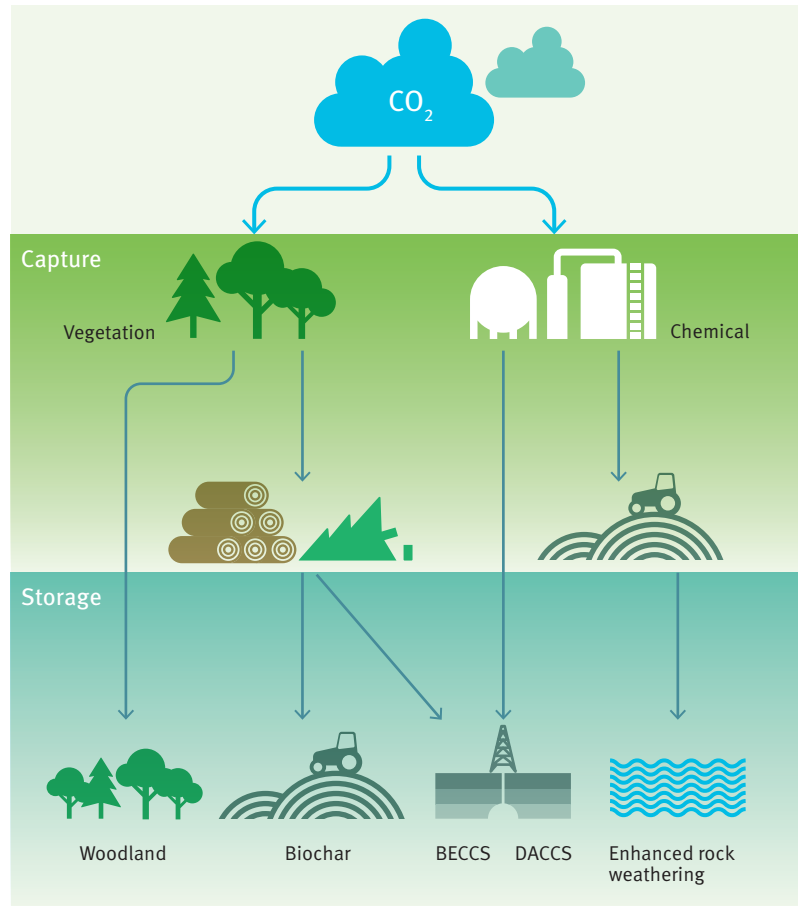 CO₂
Capture
Vegetation
Chemical
Storage
Woodland
Biochar
BECCS
DACCS
Enhanced rock
weathering